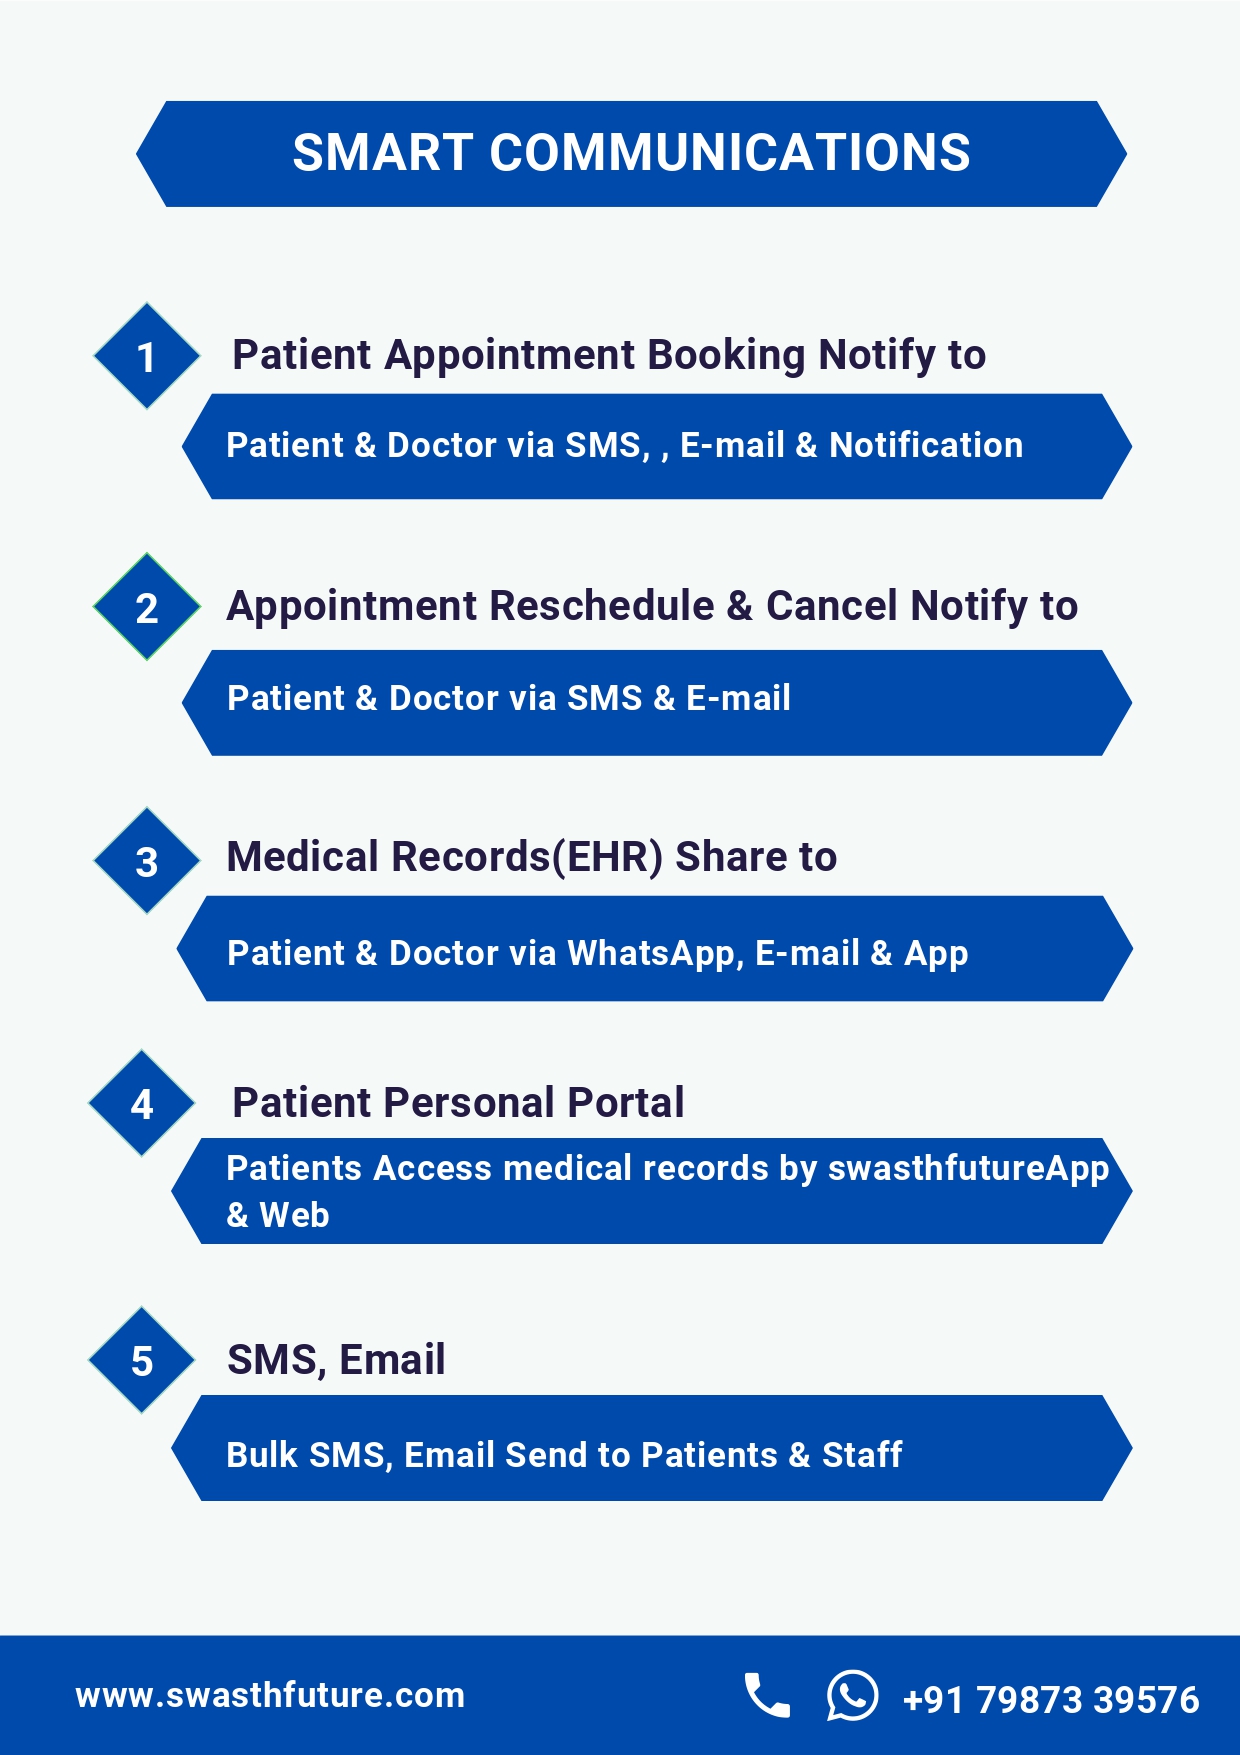 SMART COMMUNICATIONS
1
Patient Appointment Booking Notify to
Patient & Doctor via SMS, , E-mail & Notification
2
Appointment Reschedule & Cancel Notify to
Patient & Doctor via SMS & E-mail
3
Medical Records(EHR) Share to
Patient & Doctor via WhatsApp, E-mail & App
4
Patient Personal Portal
Patients Access medical records by swasthfutureApp
& Web
5
SMS, Email
Bulk SMS, Email Send to Patients & Staff
www.swasthfuture.com
+91 79873 39576